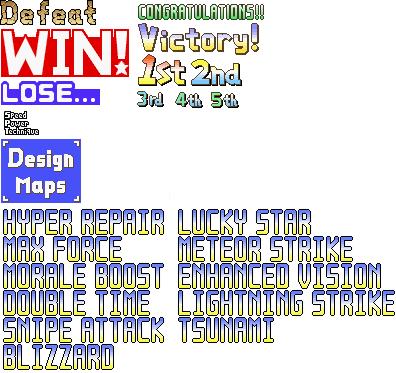 Defeat
CONGRATULATIONS!!
WIN!
Victory!
1st 2nd
LOSE...
3rd 4th 5th
Speed
Power
Technique
Design
Maps
HYPER REPAIR LUCKY STAR
MAX FORCE METEOR STRIKE
MORALE BOOST ENHANCED VISION
DOUBLE TIME LIGHTNING STRIKE
SNIPE ATTACK TSUNAMI
BLIZZARD